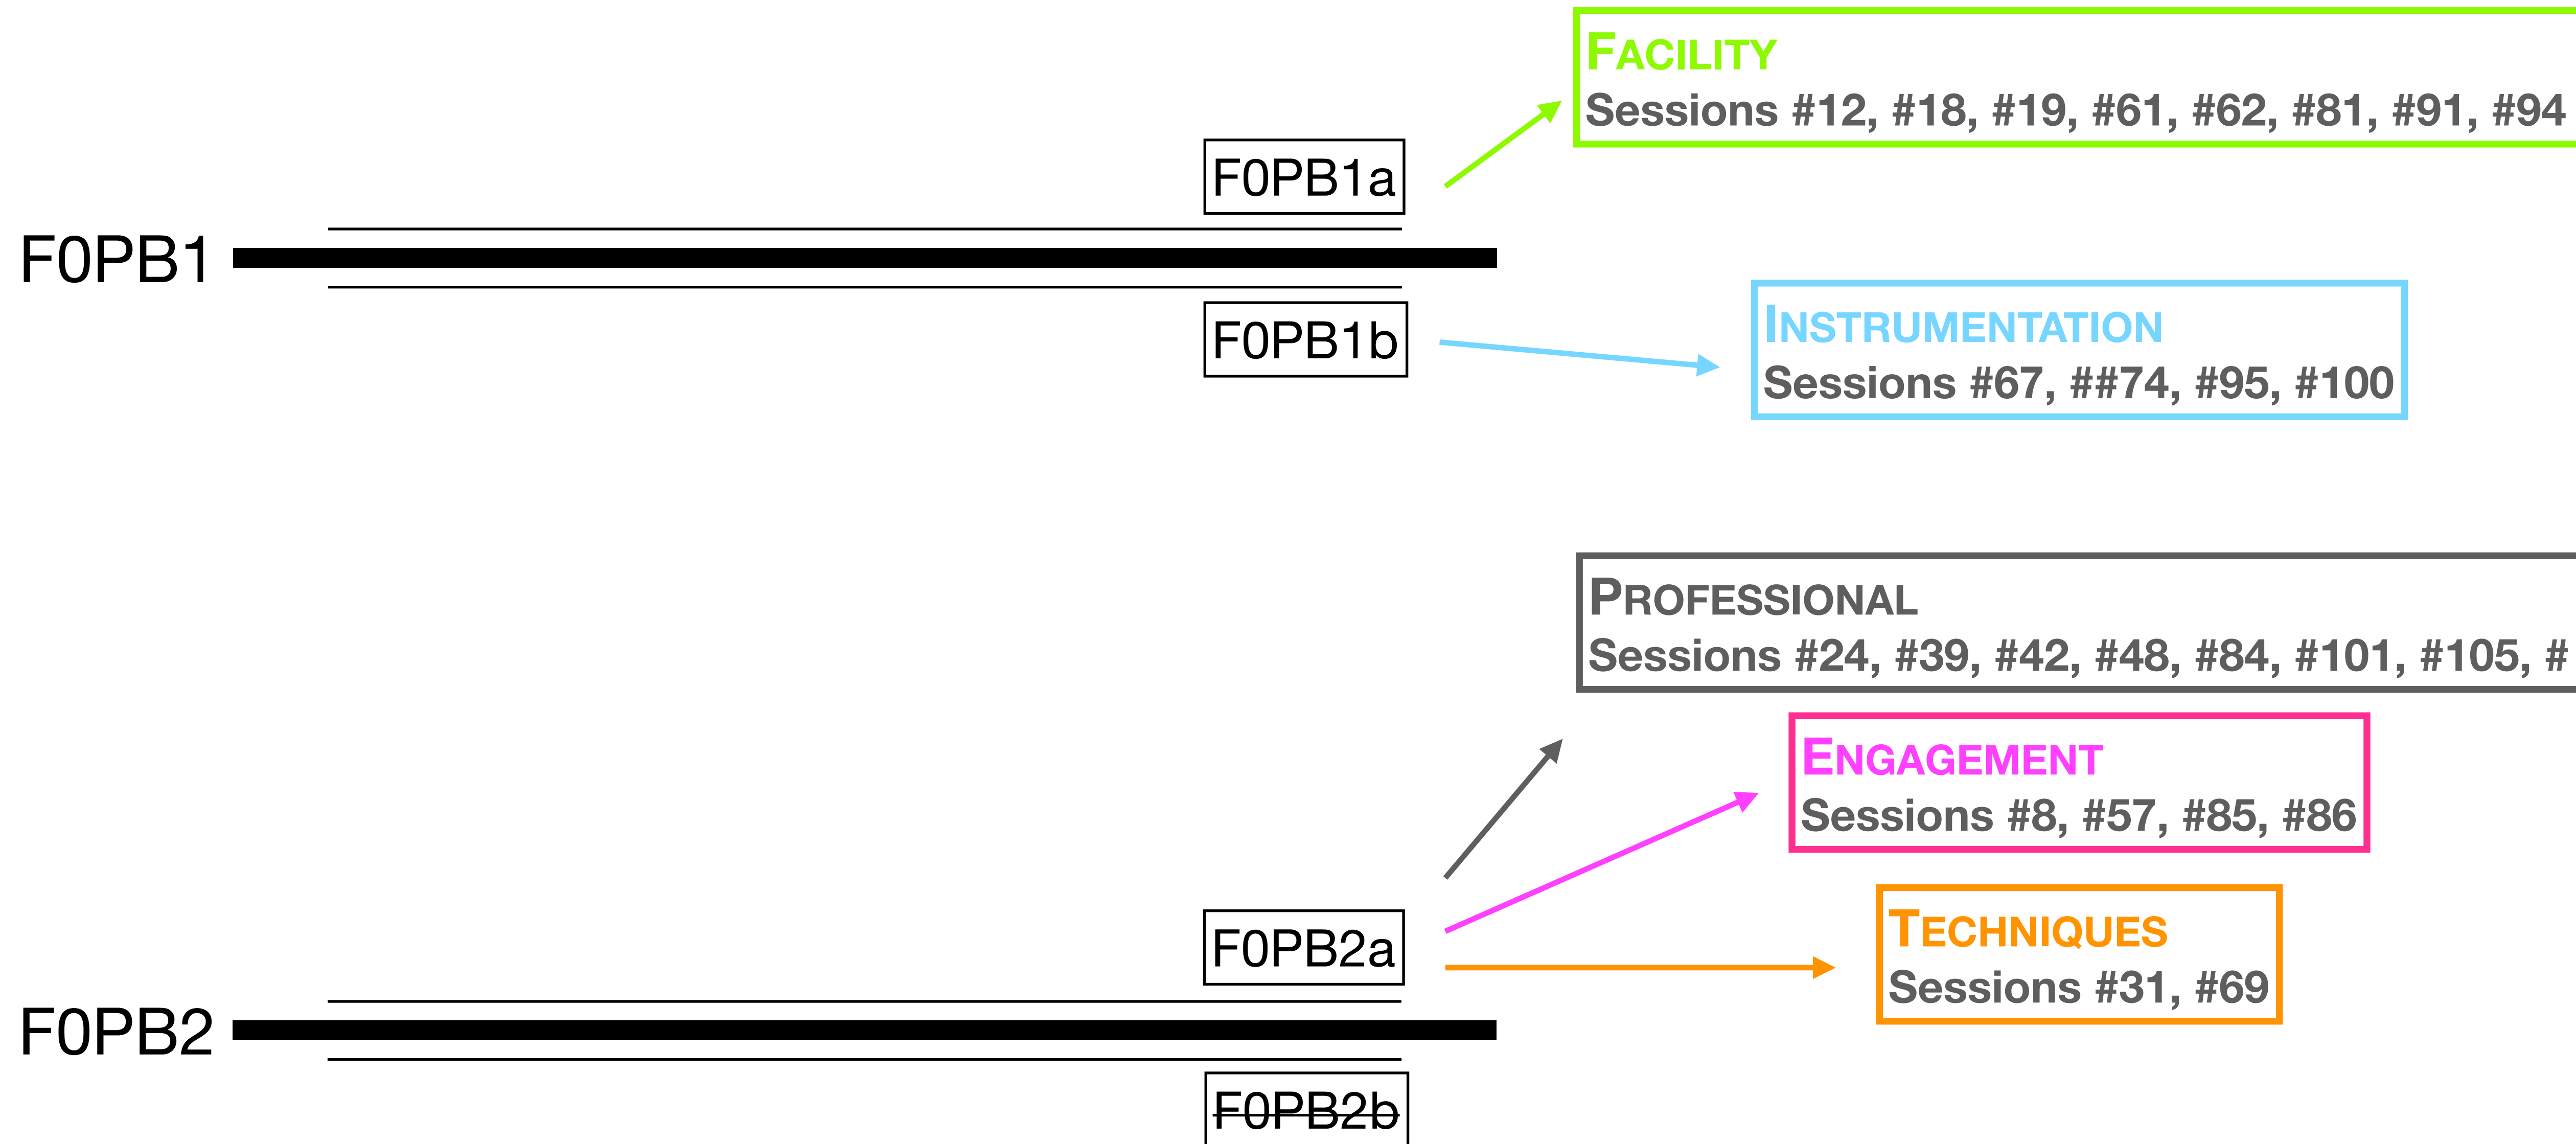 FACILITY
Sessions #12, #18, #19, #61, #62, #81, #91, #94
F0PB1a
F0PB1
F0PB1b
INSTRUMENTATION
Sessions #67, ##74, #95, #100
PROFESSIONAL
Sessions #24, #39, #42, #48, #84, #101, #105, #
ENGAGEMENT
Sessions #8, #57, #85, #86
F0PB2a
TECHNIQUES
Sessions #31, #69
F0PB2
F0PB2b